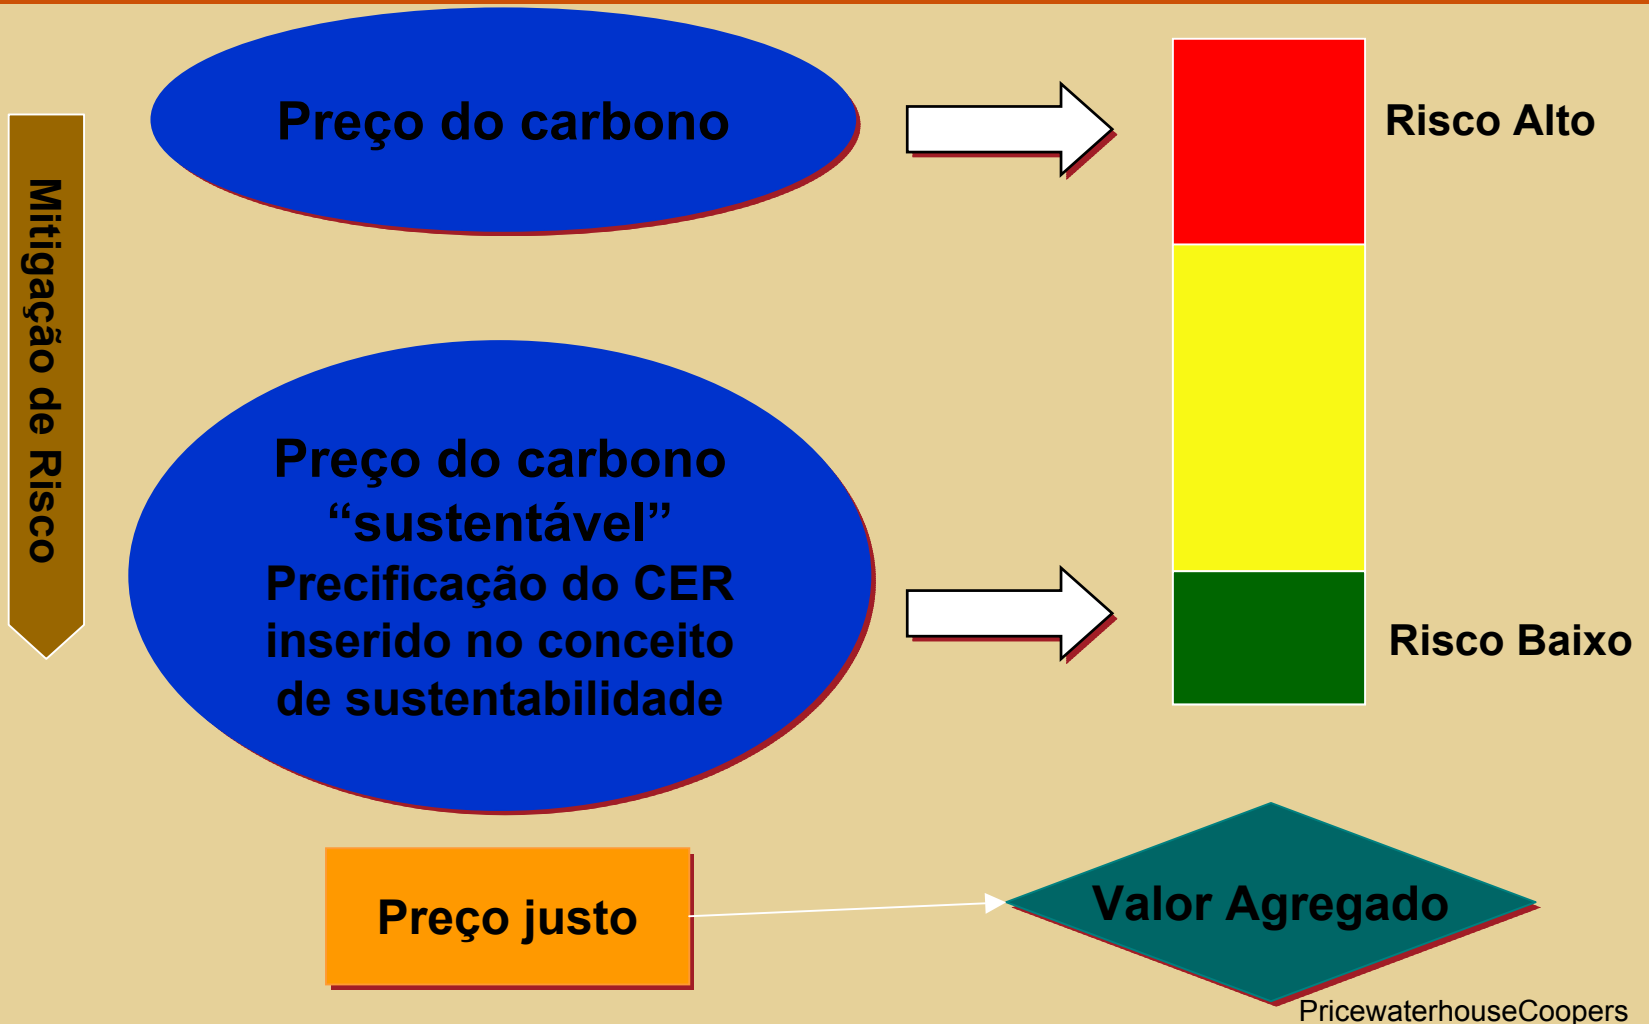 Preço do carbono
Risco Alto
Mitigação de Risco
Preço do carbono
“sustentável”
Precificação do CER
inserido no conceito
de sustentabilidade
Risco Baixo
Preço justo
Valor Agregado
PricewaterhouseCoopers